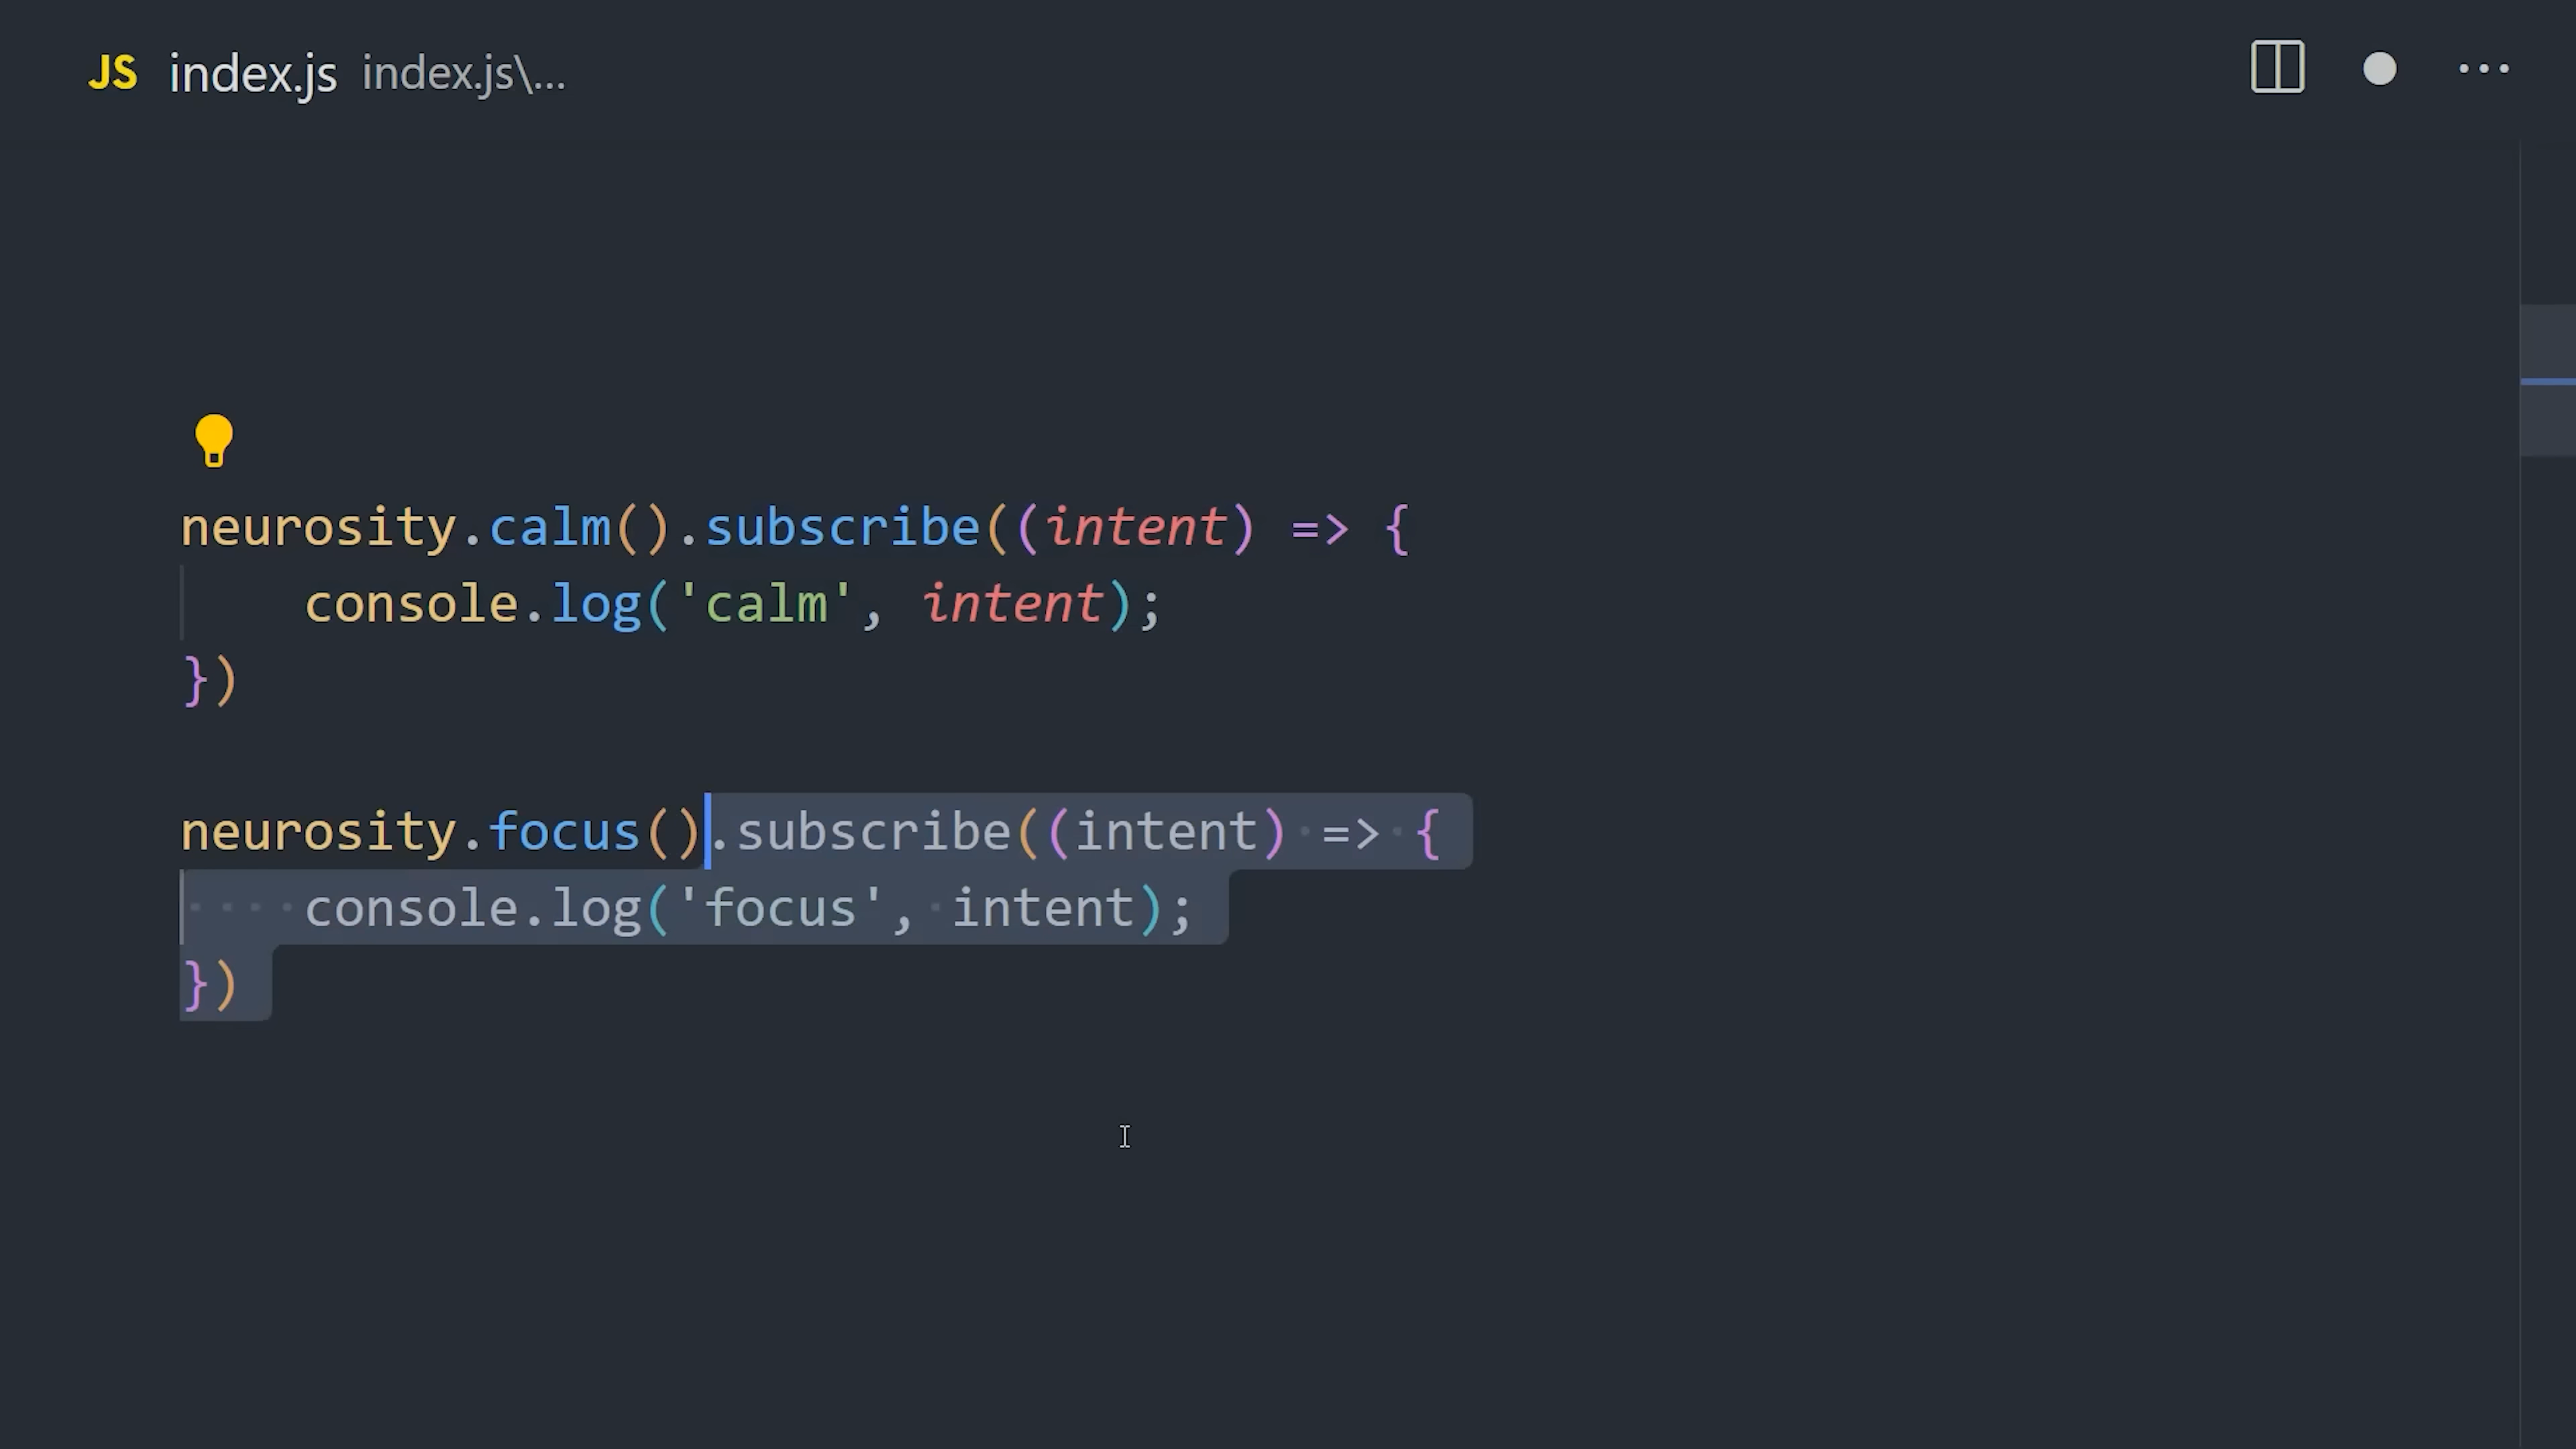 JS index.js index.js\...
neurosity.calm().subscribe((intent) => {
    console.log('calm', intent);
})
neurosity.focus().subscribe((intent) => {
    console.log('focus', intent);
})